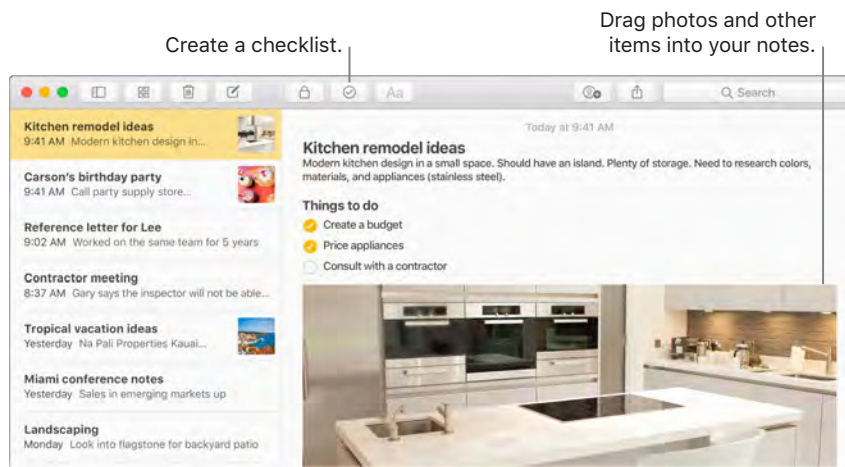 Drag photos and other
items into your notes.
Create a checklist.
Aa
Search
Kitchen remodel ideas
9:41 AM Modern kitchen design in...
Carson's birthday party
9:41 AM Call party supply store...
Reference letter for Lee
9:02 AM Worked on the same team for 5 years
Contractor meeting
8:37 AM Gary says the inspector will not be able...
Tropical vacation ideas
Yesterday Na Pali Properties Kauai...
Miami conference notes
Yesterday Sales in emerging markets up
Landscaping
Monday Look into flagstone for backyard patio
Today at 9:41 AM
Kitchen remodel ideas
Modern kitchen design in a small space. Should have an island. Plenty of storage. Need to research colors,
materials, and appliances (stainless steel).
Things to do
Create a budget
Price appliances
Consult with a contractor